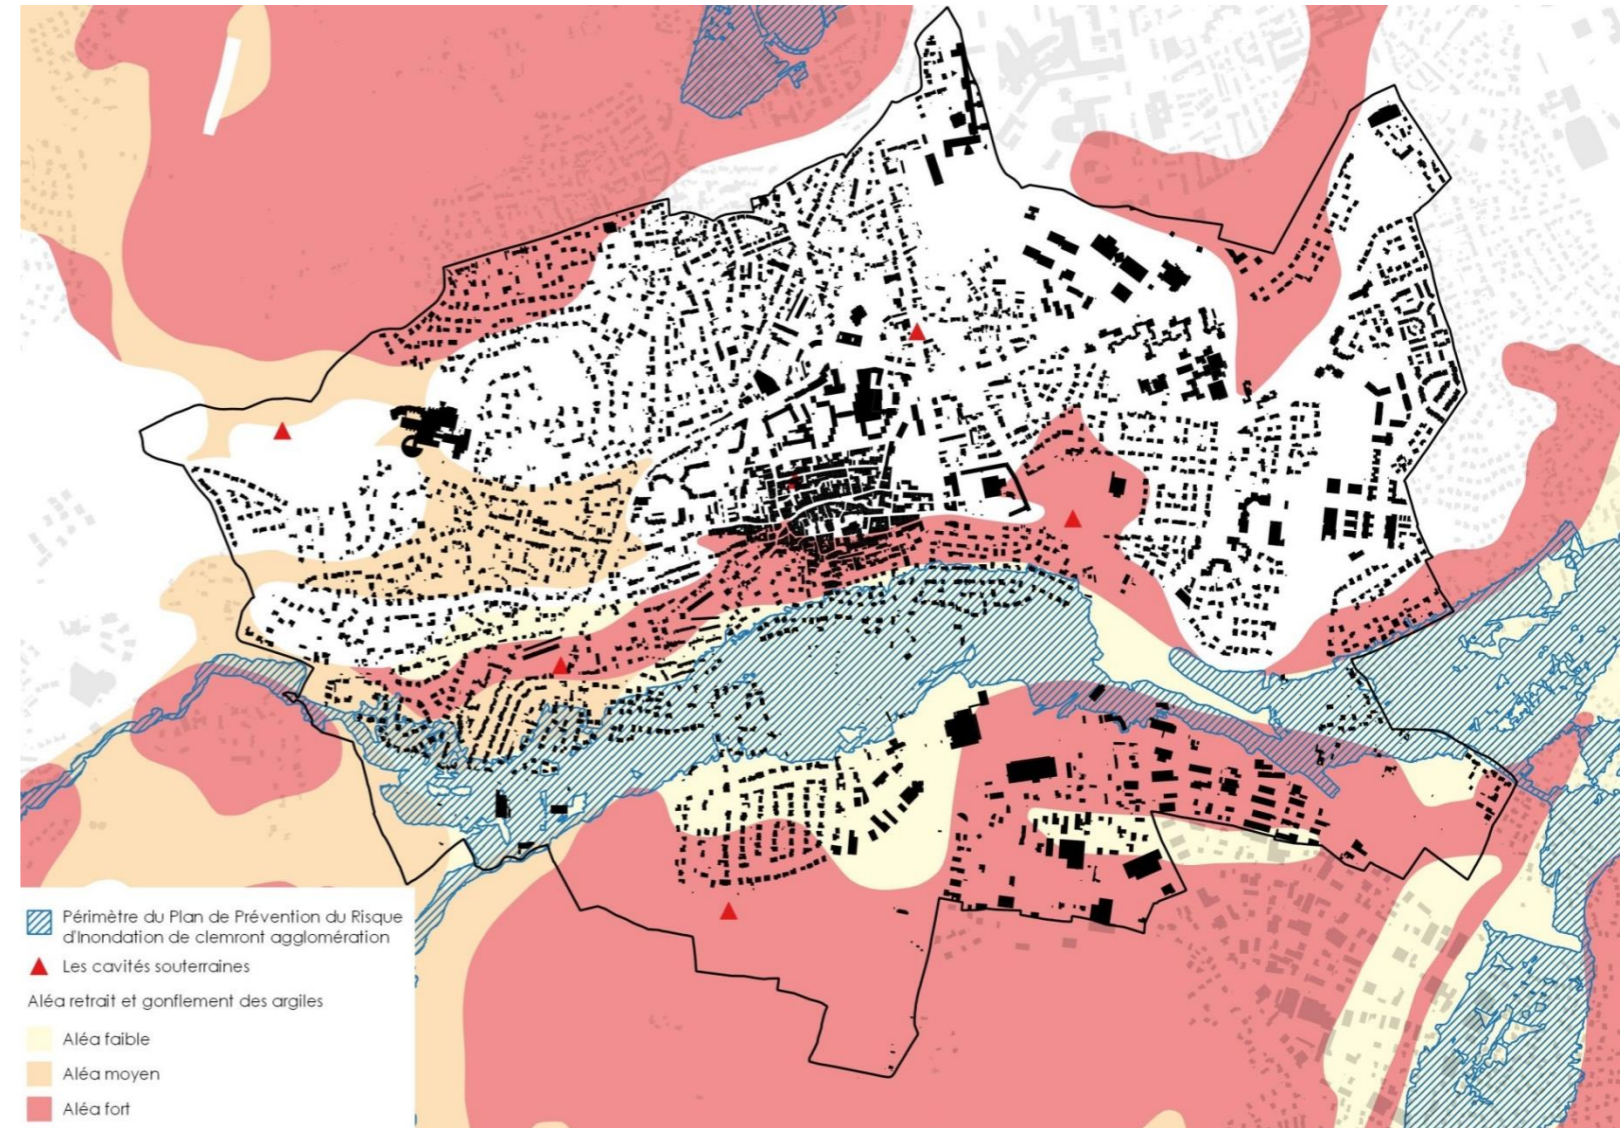 Périmètre du Plan de Prévention du Risque
d'Inondation de clemront agglomération
Les cavités souterraines
Aléa retrait et gonflement des argiles
Aléa faible
Aléa moyen
Aléa fort